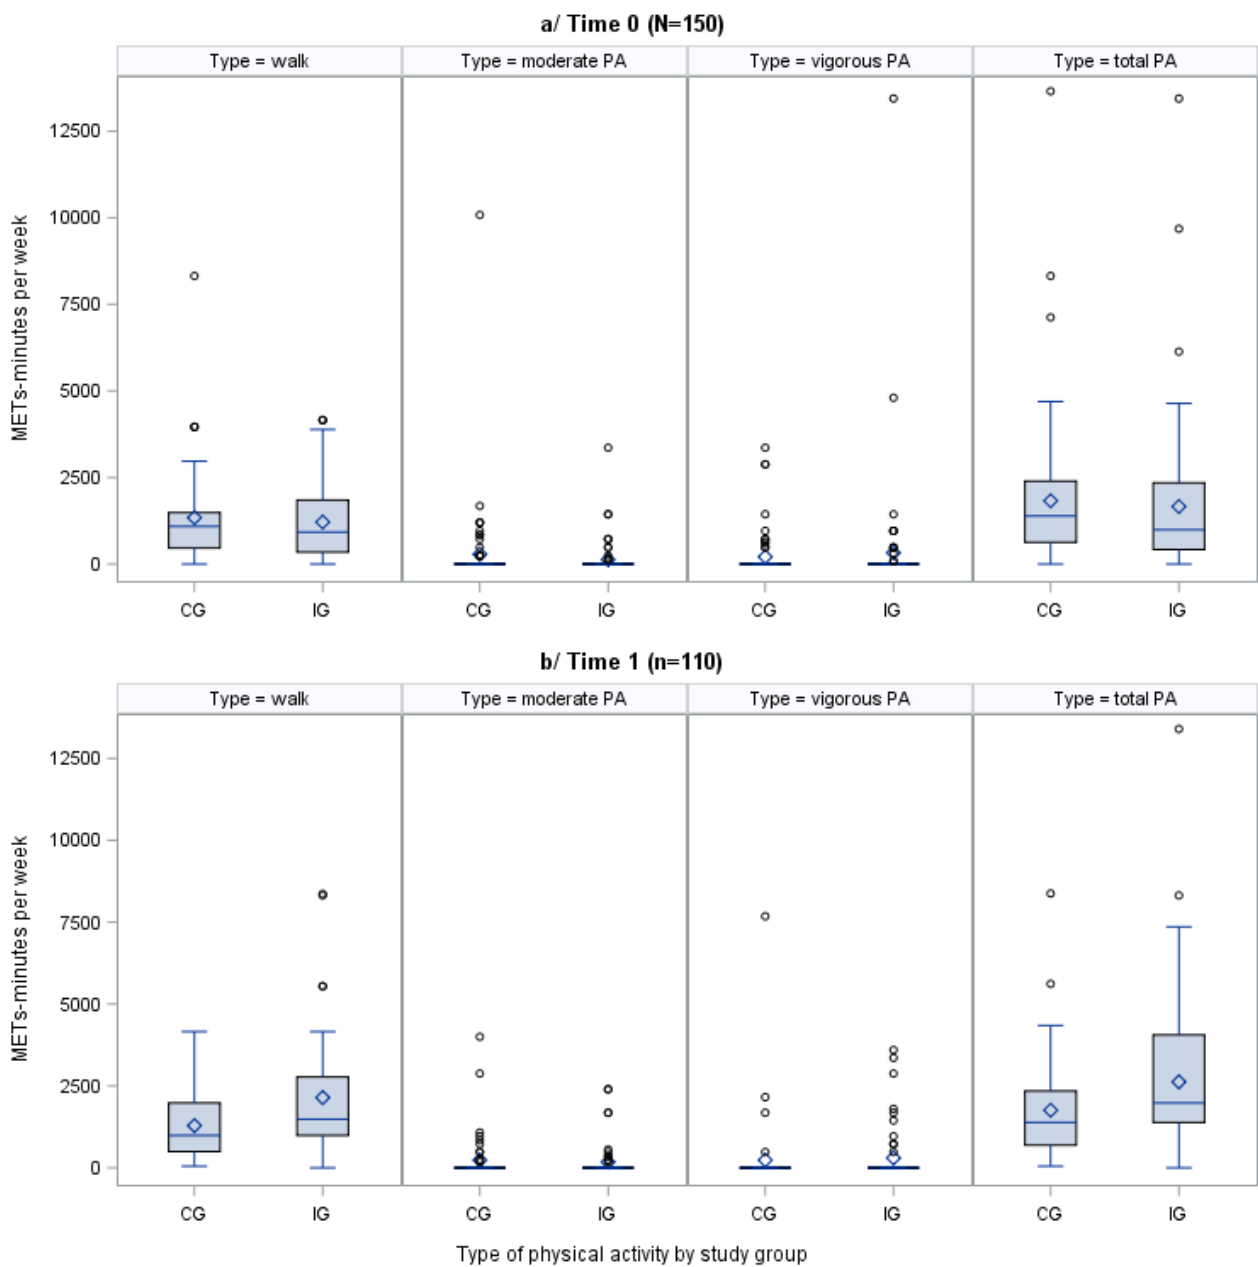 a/ Time 0 (N=150)
Type = walk Type = moderate PA Type = vigorous PA Type = total PA
12500
10000
7500
5000
2500
0
METs-minutes per week
CG IG CG IG CG IG CG IG
b/ Time 1 (n=110)
Type = walk Type = moderate PA Type = vigorous PA Type = total PA
12500
10000
7500
5000
2500
0
METs-minutes per week
CG IG CG IG CG IG CG IG
Type of physical activity by study group